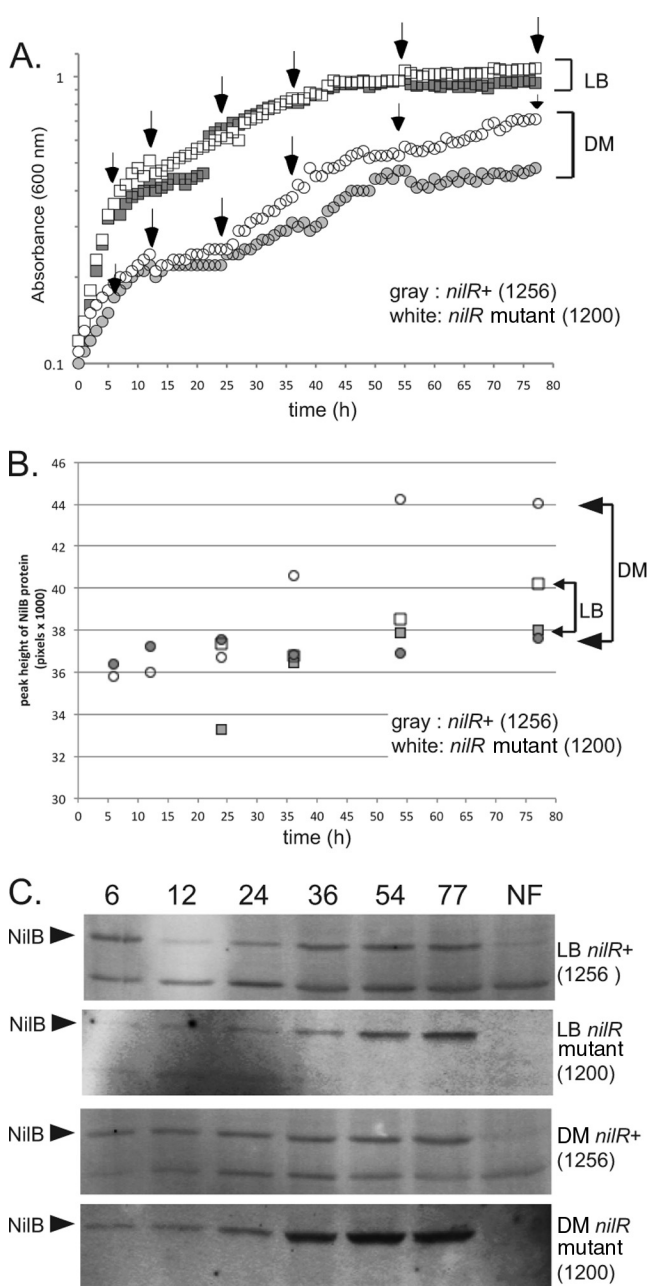 A.
Absorbance (600 nm)
1
0.1
0 5 10 15 20 25 30 35 40 45 50 55 60 65 70 75 80
time (h)
LB
DM
gray : nilR+ (1256)
white: nilR mutant (1200)
B.
peak height of NilB protein
(pixels x 1000)
46
44
42
40
38
36
34
32
30
0 5 10 15 20 25 30 35 40 45 50 55 60 65 70 75 80
time (h)
DM
LB
gray : nilR+ (1256)
white: nilR mutant (1200)
C.
6 12 24 36 54 77 NF
NilB
LB nilR+
(1256 )
NilB
LB nilR
mutant
(1200)
NilB
DM nilR+
(1256)
NilB
DM nilR
mutant
(1200)